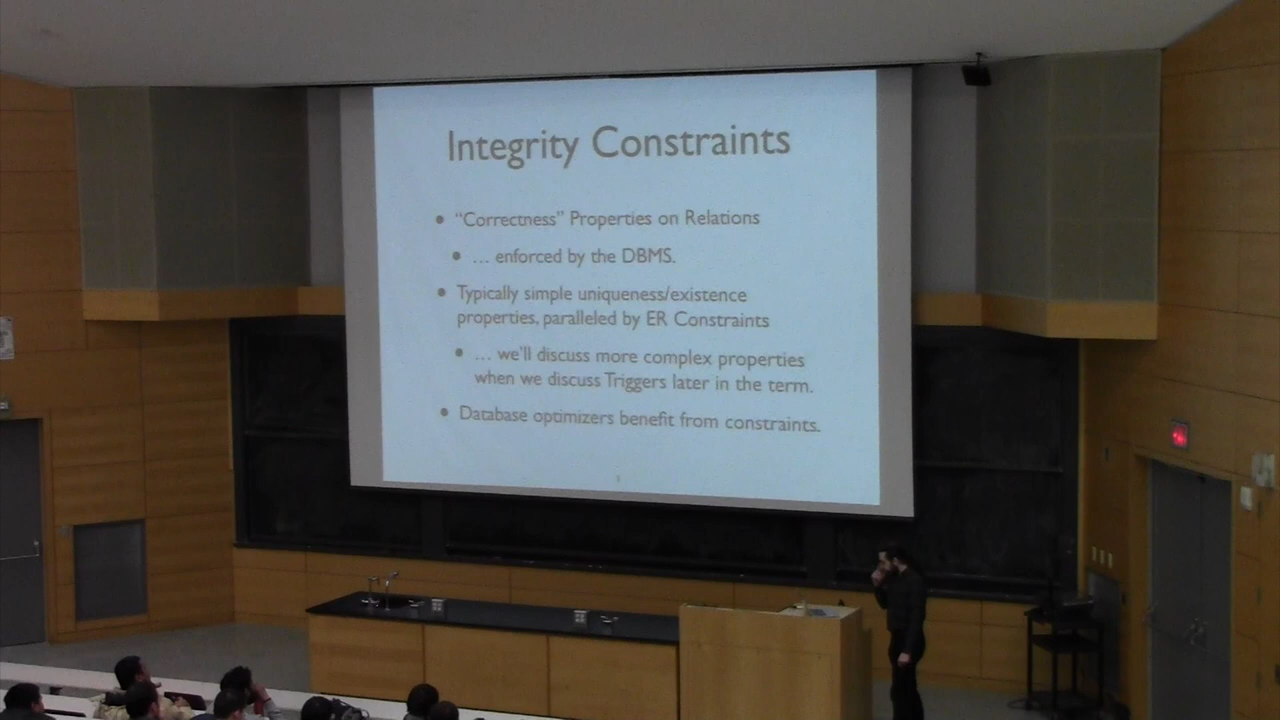 Integrity Constraints
• “Correctness” Properties on Relations
• ... enforced by the DBMS.
• Typically simple uniqueness/existence
properties, paralleled by ER Constraints
• ... we'll discuss more complex properties
when we discuss Triggers later in the term.
• Database optimizers benefit from constraints.